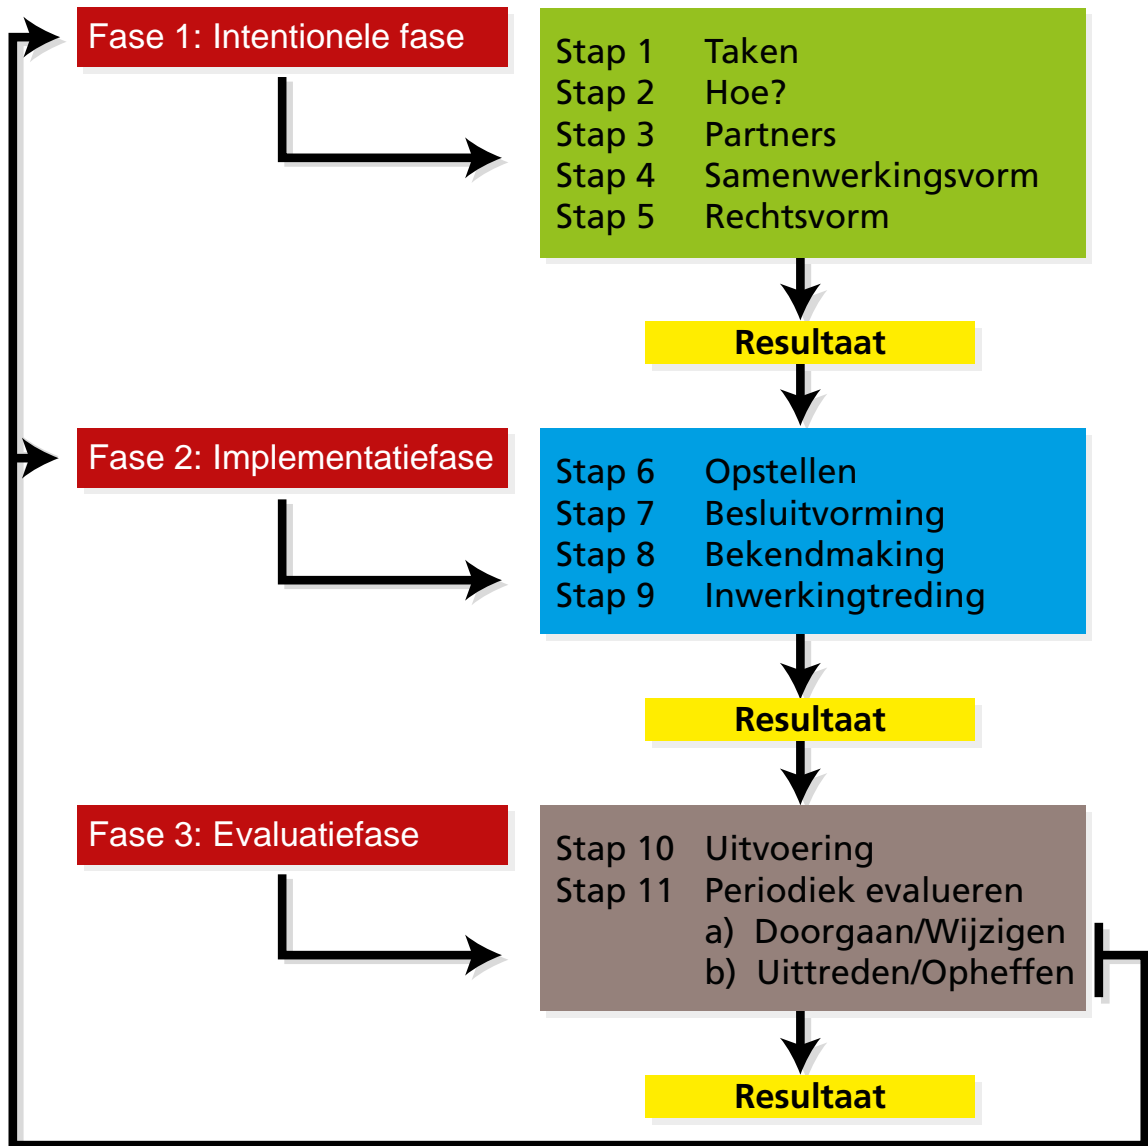 Fase 1: Intentionele fase
Stap 1 Taken
Stap 2 Hoe?
Stap 3 Partners
Stap 4 Samenwerkingsvorm
Stap 5 Rechtsvorm
Resultaat
Fase 2: Implementatiefase
Stap 6 Opstellen
Stap 7 Besluitvorming
Stap 8 Bekendmaking
Stap 9 Inwerkingtreding
Resultaat
Fase 3: Evaluatiefase
Stap 10 Uitvoering
Stap 11 Periodiek evalueren
a) Doorgaan/Wijzigen
b) Uittreden/Opheffen
Resultaat